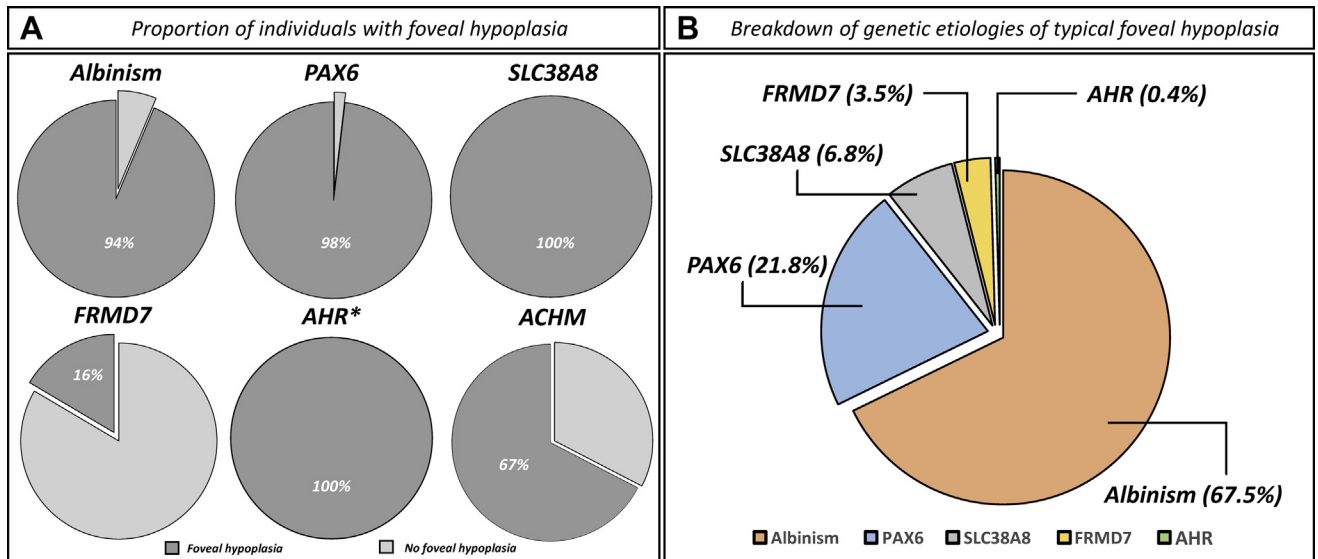 A Proportion of individuals with foveal hypoplasia
Albinism PAX6 SLC38A8
94% 98% 100%
FRMD7 AHR* ACHM
16%
67%
100%
Foveal hypoplasia No foveal hypoplasia
B Breakdown of genetic etiologies of typical foveal hypoplasia
FRMD7 (3.5%) AHR (0.4%)
SLC38A8 (6.8%)
PAX6 (21.8%)
Albinism (67.5%)
Albinism PAX6 SLC38A8 FRMD7 AHR